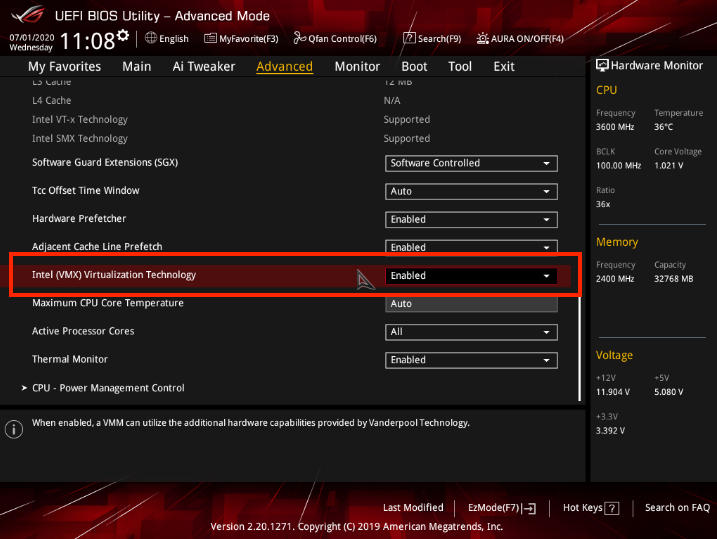 UEFI BIOS Utility – Advanced Mode
07/01/2020
Wednesday
11:08
English
MyFavorite(F3)
Qfan Control(F6)
Search(F9)
AURA ON/OFF(F4)
My Favorites Main Ai Tweaker Advanced Monitor Boot Tool Exit
L3 Cache 12 MB
L4 Cache N/A
Intel VT-x Technology Supported
Intel SMX Technology Supported
Software Guard Extensions (SGX) Software Controlled
Tcc Offset Time Window Auto
Hardware Prefetcher Enabled
Adjacent Cache Line Prefetch Enabled
Intel (VMX) Virtualization Technology Enabled
Maximum CPU Core Temperature Auto
Active Processor Cores All
Thermal Monitor Enabled
CPU - Power Management Control
When enabled, a VMM can utilize the additional hardware capabilities provided by Vanderpool Technology.
Hardware Monitor
CPU
Frequency Temperature
3600 MHz 36°C
BCLK Core Voltage
100.00 MHz 1.021 V
Ratio
36x
Memory
Frequency Capacity
2400 MHz 32768 MB
Voltage
+12V +5V
11.904 V 5.080 V
+3.3V
3.392 V
Last Modified EzMode(F7) Hot Keys ? Search on FAQ
Version 2.20.1271. Copyright (C) 2019 American Megatrends, Inc.